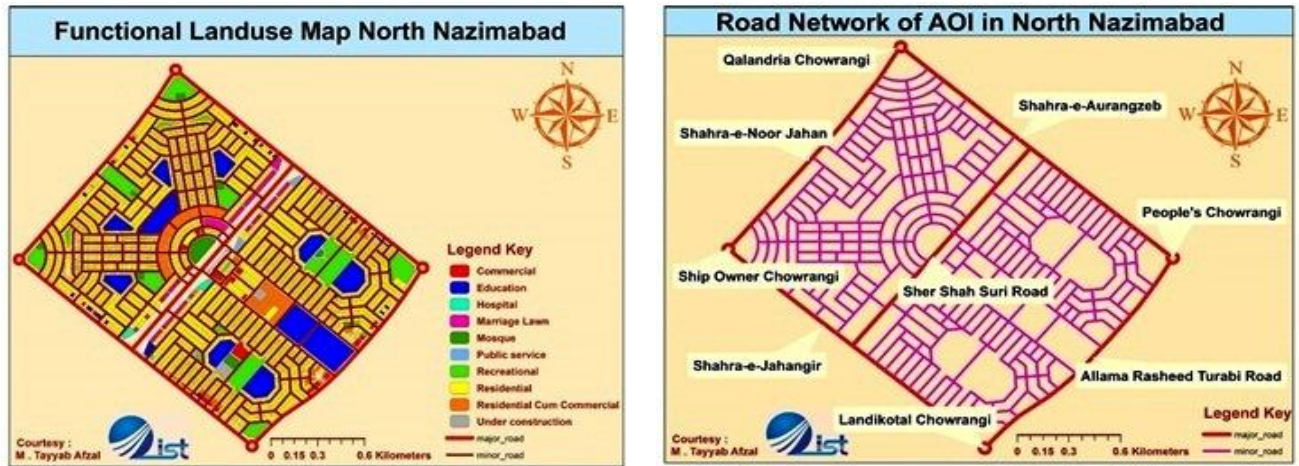 Functional Landuse Map North Nazimabad
N
W
E
S
Legend Key
Commercial
Education
Hospital
Marriage Lawn
Mosque
Public service
Recreational
Residential
Residential Cum Commercial
Under construction
major_road
minor_road
Courtesy :
M . Tayyab Afzal
ist
0 0.15 0.3 0.6 Kilometers
Road Network of AOI in North Nazimabad
Qalandria Chowrangi
N
W
E
S
Shahra-e-Aurangzeb
Shahra-e-Noor Jahan
People's Chowrangi
Ship Owner Chowrangi
Sher Shah Suri Road
Shahra-e-Jahangir
Allama Rasheed Turabi Road
Landikotal Chowrangi
Legend Key
major_road
minor_road
Courtesy :
M . Tayyab Afzal
ist
0 0.15 0.3 0.6 Kilometers